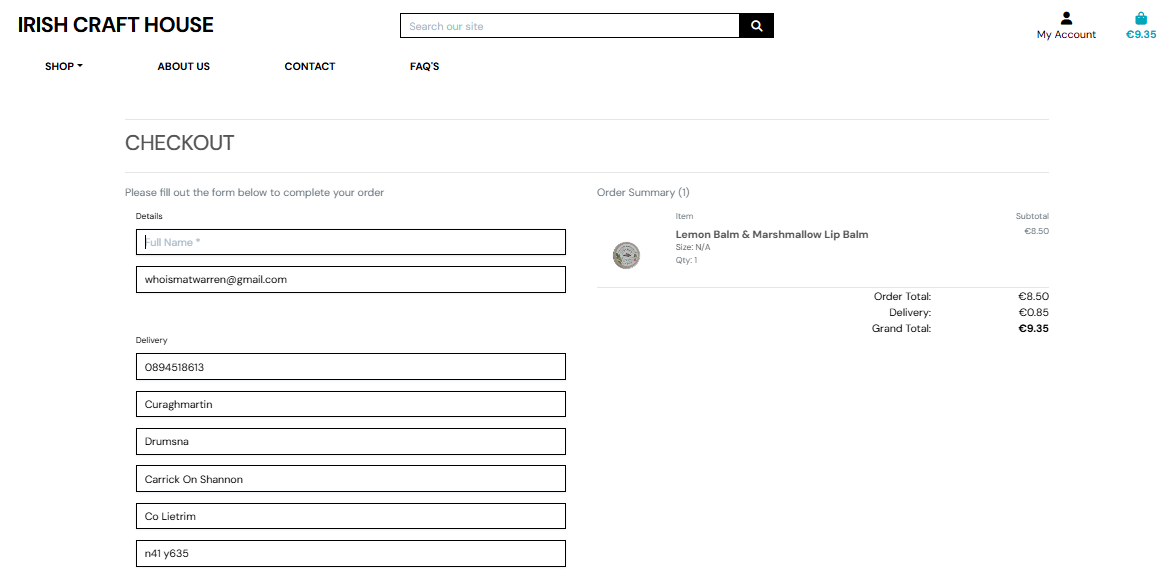 IRISH CRAFT HOUSE
Search our site
My Account
€9.35
SHOP
ABOUT US
CONTACT
FAQ'S
CHECKOUT
Please fill out the form below to complete your order
Details
Full Name *
whoismatwarren@gmail.com
Delivery
0894518613
Curaghmartin
Drumsna
Carrick On Shannon
Co Lietrim
n41 y635
Order Summary (1)
Item Subtotal
Lemon Balm & Marshmallow Lip Balm €8.50
Size: N/A
Qty: 1
Order Total: €8.50
Delivery: €0.85
Grand Total: €9.35